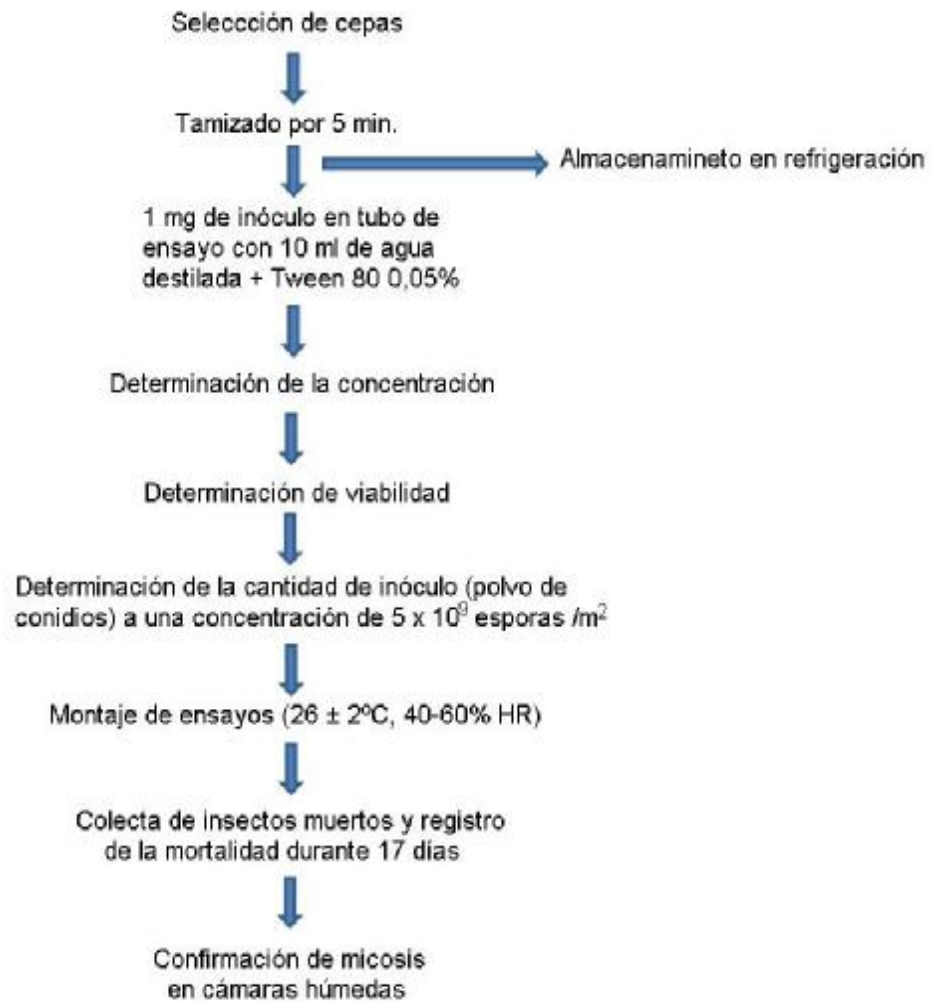 Seleccción de cepas
Tamizado por 5 min.
Almacenamineto en refrigeración
1 mg de inóculo en tubo de
ensayo con 10 ml de agua
destilada + Tween 80 0,05%
Determinación de la concentración
Determinación de viabilidad
Determinación de la cantidad de inóculo (polvo de
conidios) a una concentración de 5 x 10⁹ esporas /m²
Montaje de ensayos (26 ± 2ºC, 40-60% HR)
Colecta de insectos muertos y registro
de la mortalidad durante 17 días
Confirmación de micosis
en cámaras húmedas